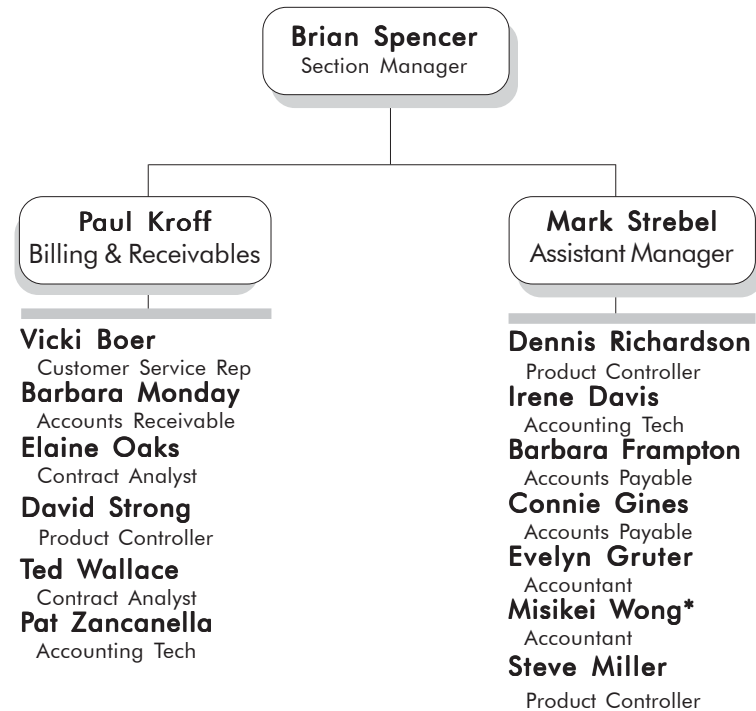 Brian Spencer
Section Manager
Paul Kroff
Billing & Receivables
Vicki Boer
Customer Service Rep
Barbara Monday
Accounts Receivable
Elaine Oaks
Contract Analyst
David Strong
Product Controller
Ted Wallace
Contract Analyst
Pat Zancanella
Accounting Tech
Mark Strebel
Assistant Manager
Dennis Richardson
Product Controller
Irene Davis
Accounting Tech
Barbara Frampton
Accounts Payable
Connie Gines
Accounts Payable
Evelyn Gruter
Accountant
Misikei Wong*
Accountant
Steve Miller
Product Controller